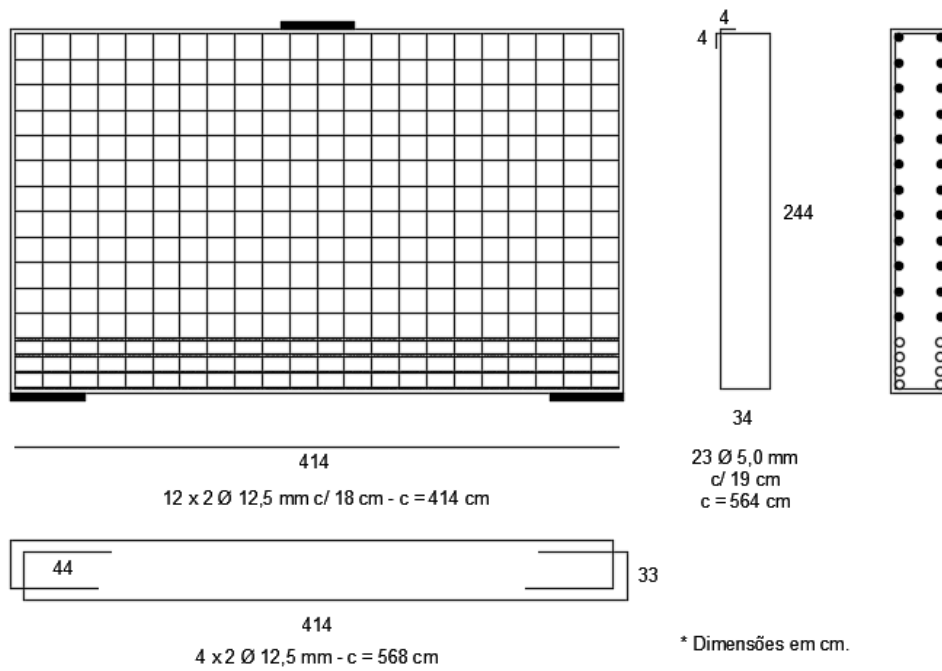 4
4
244
34
23 Ø 5,0 mm
c/ 19 cm
c = 564 cm
414
12 x 2 Ø 12,5 mm c/ 18 cm - c = 414 cm
44
33
414
4 x 2 Ø 12,5 mm - c = 568 cm
* Dimensões em cm.